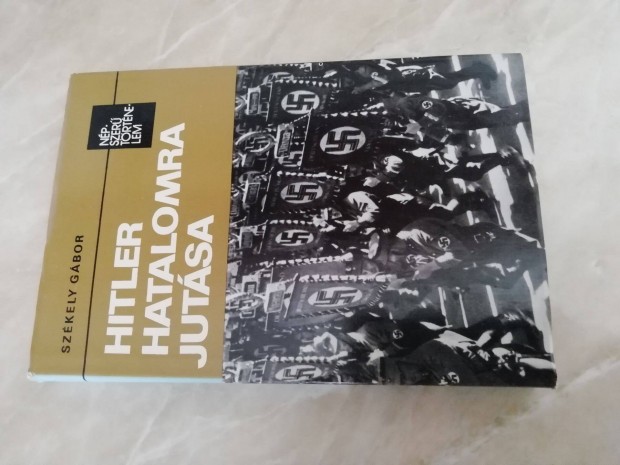 SZÉKELY GÁBOR
HITLER
HATALOMRA
JUTÁSA
NÉP-
SZERŰ
TÖRTÉNE-
LEM